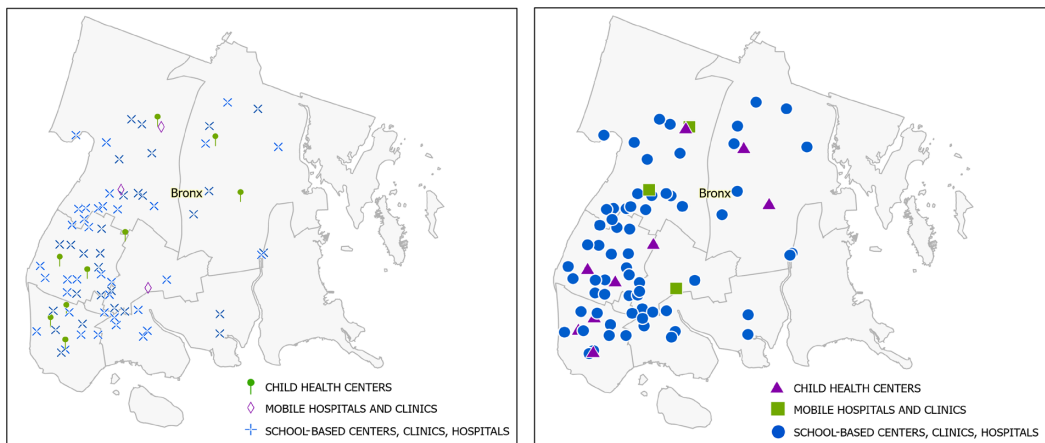 Bronx
CHILD HEALTH CENTERS
MOBILE HOSPITALS AND CLINICS
SCHOOL-BASED CENTERS, CLINICS, HOSPITALS
Bronx
CHILD HEALTH CENTERS
MOBILE HOSPITALS AND CLINICS
SCHOOL-BASED CENTERS, CLINICS, HOSPITALS